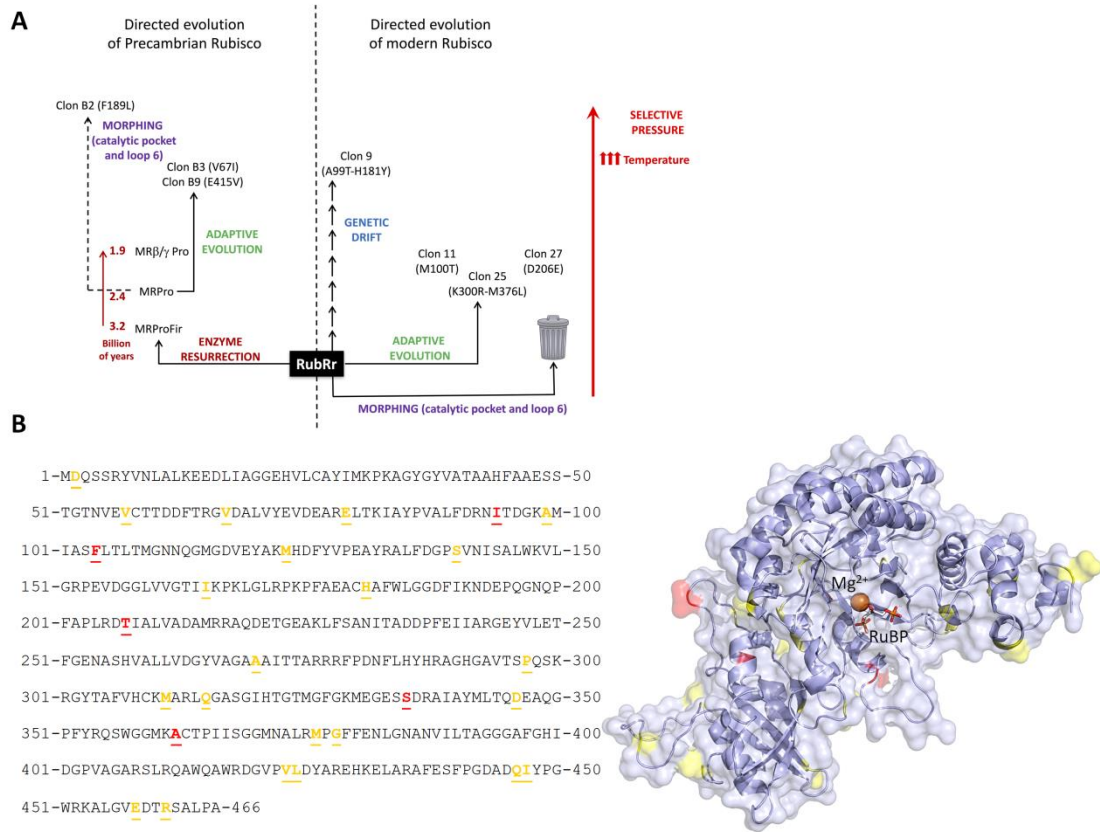 A
Directed evolution
of Precambrian Rubisco
Directed evolution
of modern Rubisco
Clon B2 (F189L)
MORPHING
(catalytic pocket
and loop 6)
Clon B3 (V67I)
Clon B9 (E415V)
ADAPTIVE
EVOLUTION
1.9 MRβ/γ Pro
2.4 MRPro
3.2 MRProFir
Billion
of years
ENZYME
RESURRECTION
RubRr
Clon 9
(A99T-H181Y)
GENETIC
DRIFT
Clon 11
(M100T)
Clon 25
(K300R-M376L)
Clon 27
(D206E)
ADAPTIVE
EVOLUTION
MORPHING (catalytic pocket and loop 6)
SELECTIVE
PRESSURE
Temperature
B
1-MDQSSRYVNLALKEEDLIAGGEHVLCAYIMKPKAGYGYVATAAHFAAESS-50
51-TGTNVEVCTTDDFTRGVDALVYEVDEARELTKIAYPVALFDRNITDGKAM-100
101-IASFLTLTMGNNQGMGDVEYAKMHDFYVPEAYRALFDGPSVNISALWKVL-150
151-GRPEVDGGLVVGTIIKPKLGLRPKPFAEACHAFWLGGDFIKNDEPQGNQP-200
201-FAPLRDTIALVADAMRRAQDETGEAKLFSANITADDPFEIIARGEYVLET-250
251-FGENASHVALLVDGYVAGAAAITTARRRFPDNFLHYHRAGHGAVTSPQSK-300
301-RGYTAFVHCKMARLQGASGIHTGTMGFGKMEGESSDRAIAYMLTQDEAQG-350
351-PFYRQSWGGMKACTPIISGGMNALRMPGFFENLGNANVILTAGGGAFGHI-400
401-DGPVAGARSLRQAWQAWRDGVPVLDYAREHKELARAFESFPGDADQIYPG-450
451-WRKALGVEDTRSALPA-466
Mg2+
RuBP